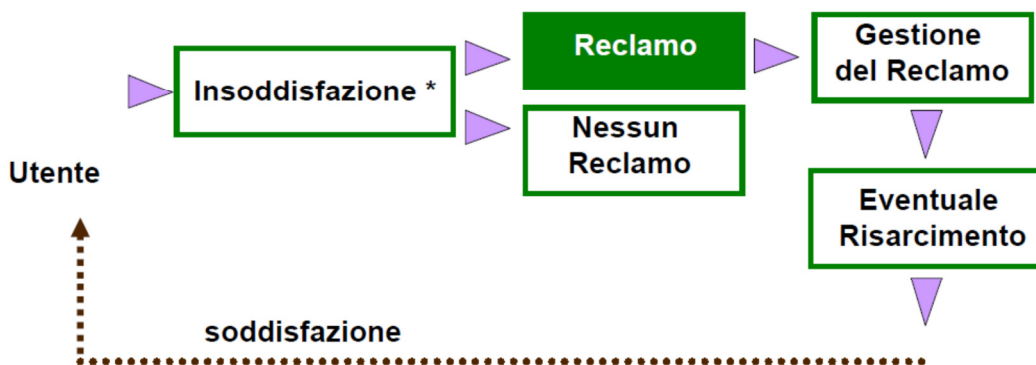 Reclamo
Gestione
del Reclamo
Insoddisfazione *
Nessun
Reclamo
Utente
Eventuale
Risarcimento
soddisfazione